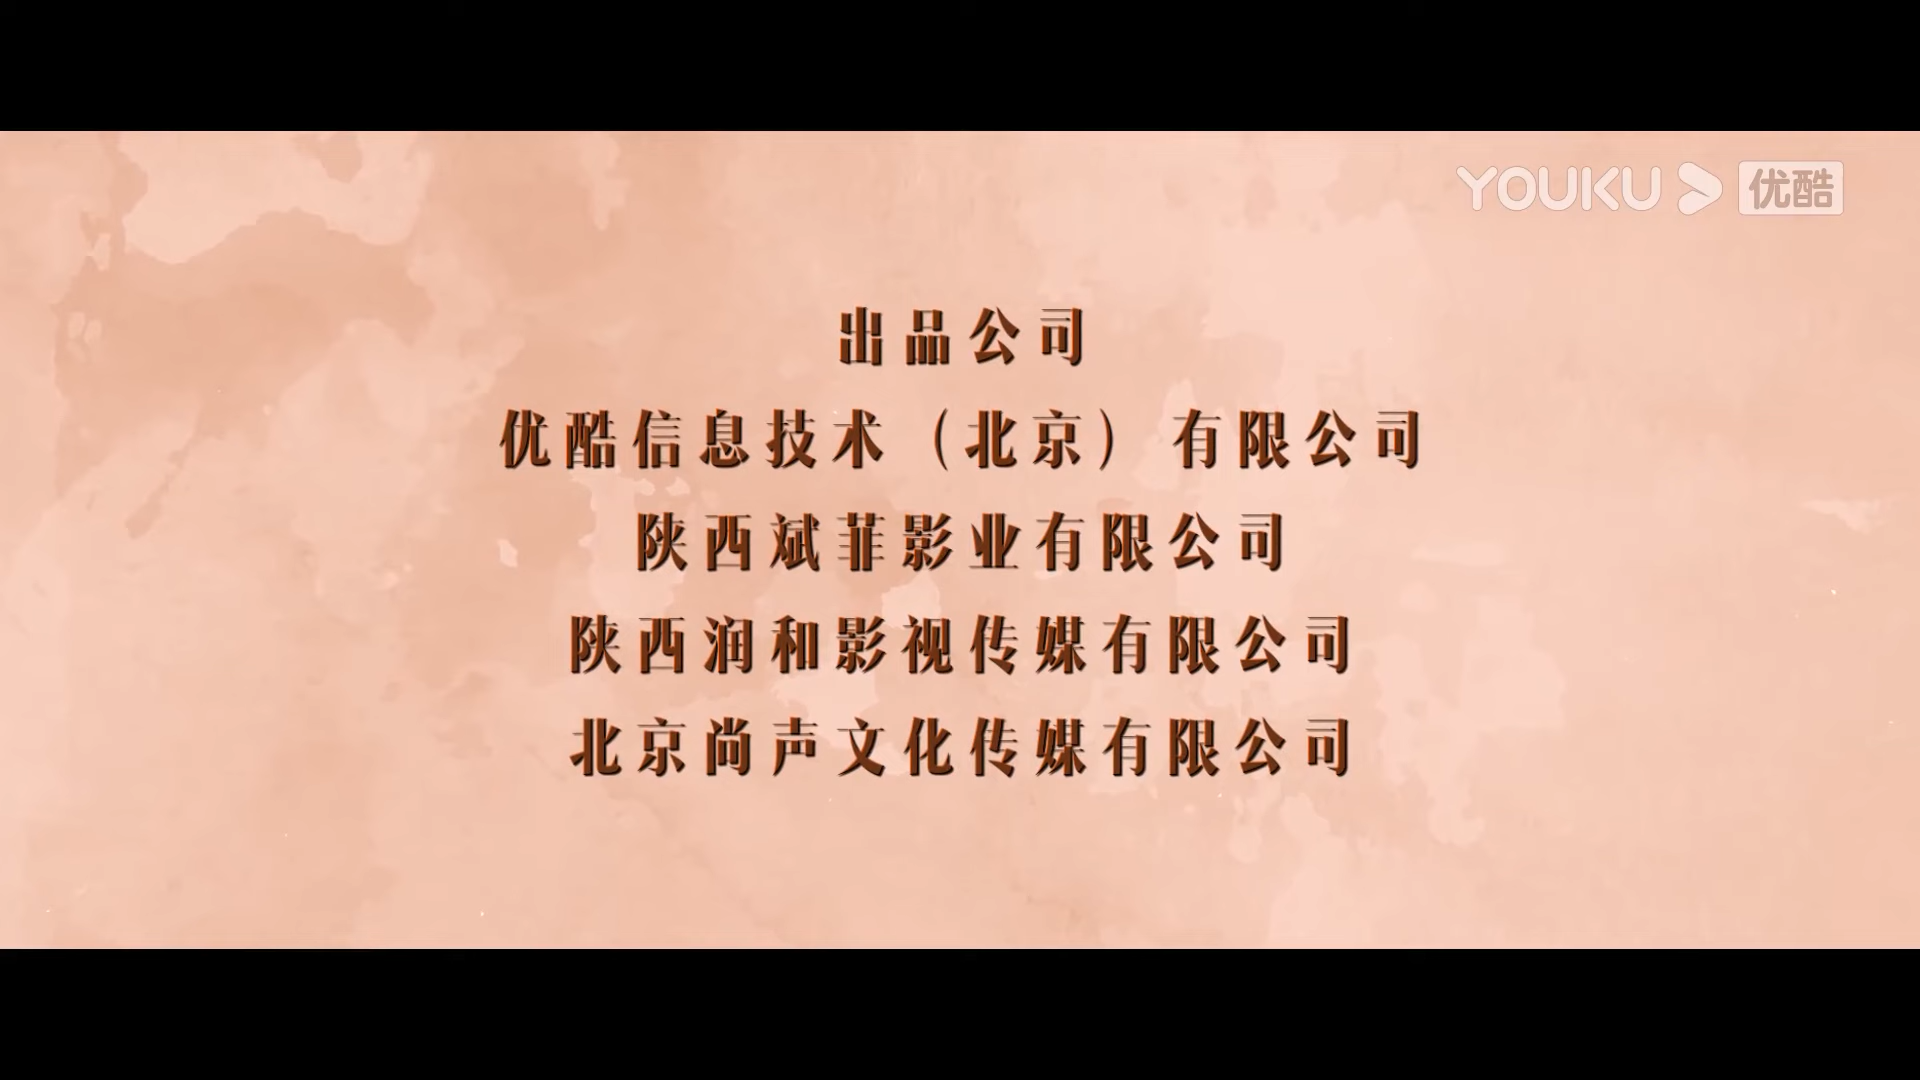 YOUKU 优酷
出品公司
优酷信息技术（北京）有限公司
陕西斌菲影业有限公司
陕西润和影视传媒有限公司
北京尚声文化传媒有限公司